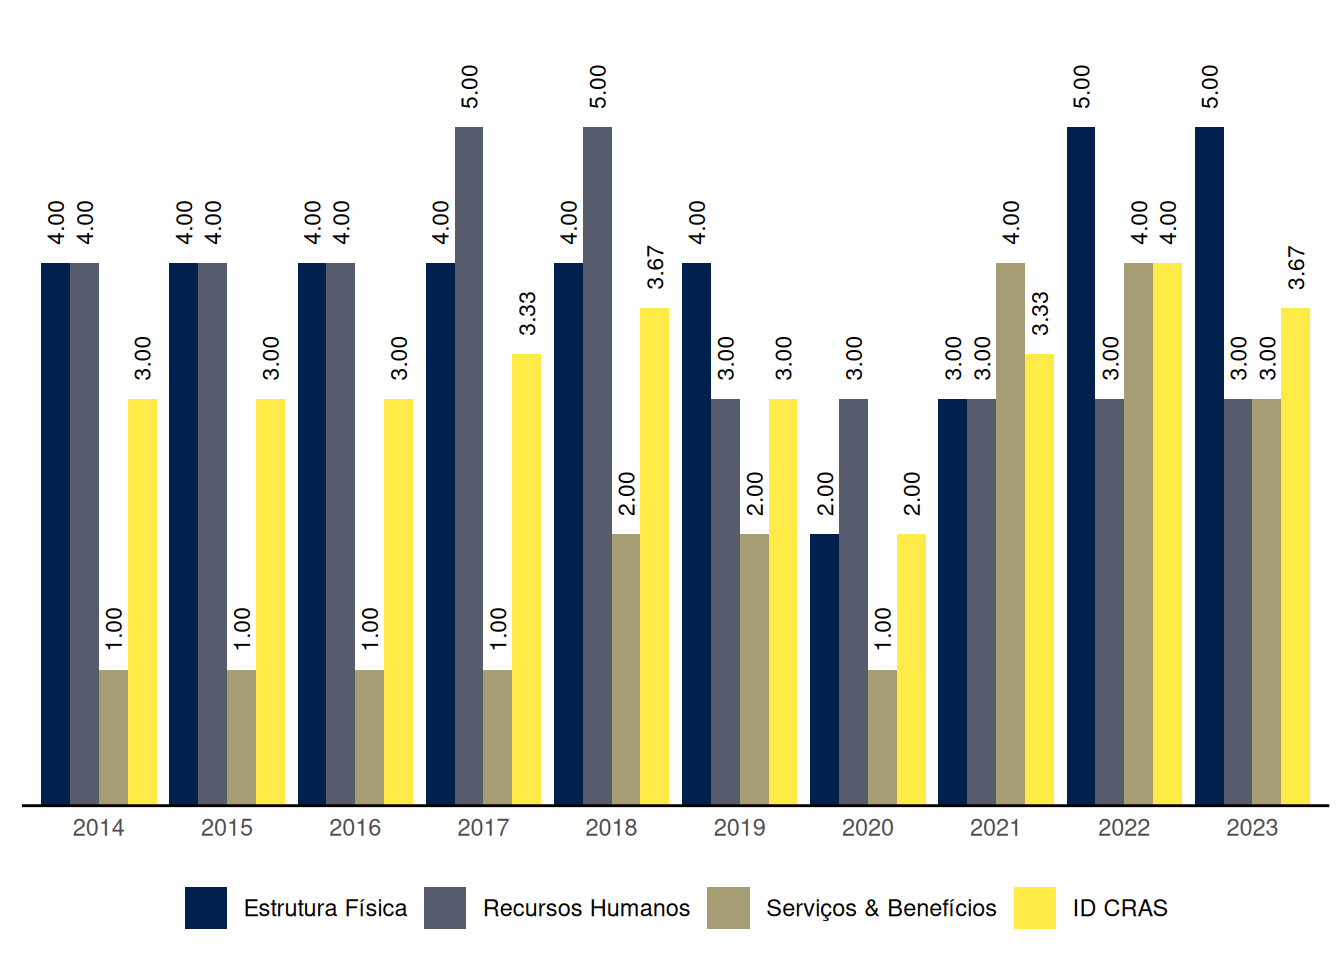 5.00 5.00 5.00 5.00
4.00 4.00 4.00 4.00 4.00 4.00 4.00 4.00 4.00 4.00 4.00 4.00
3.67 3.67
3.33 3.33
3.00 3.00 3.00 3.00 3.00 3.00 3.00 3.00 3.00 3.00 3.00
2.00 2.00 2.00 2.00
1.00 1.00 1.00 1.00 1.00
2014 2015 2016 2017 2018 2019 2020 2021 2022 2023
Estrutura Física Recursos Humanos Serviços & Benefícios ID CRAS